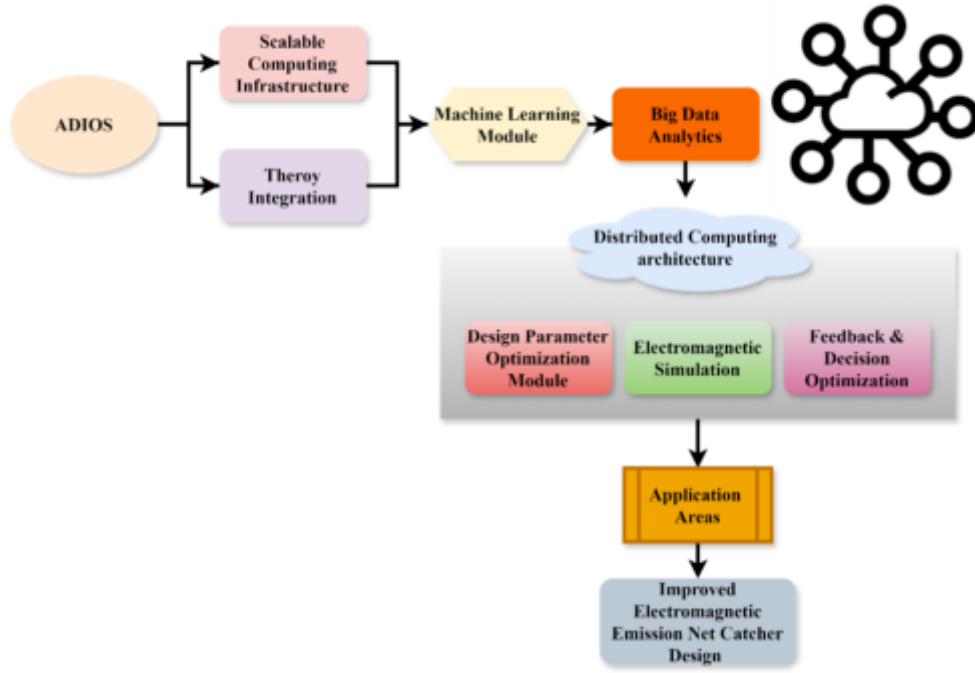 Scalable
Computing
Infrastructure
ADIOS
Theroy
Integration
Machine Learning
Module
Big Data
Analytics
Distributed Computing
architecture
Design Parameter
Optimization
Module
Electromagnetic
Simulation
Feedback &
Decision
Optimization
Application
Areas
Improved
Electromagnetic
Emission Net Catcher
Design